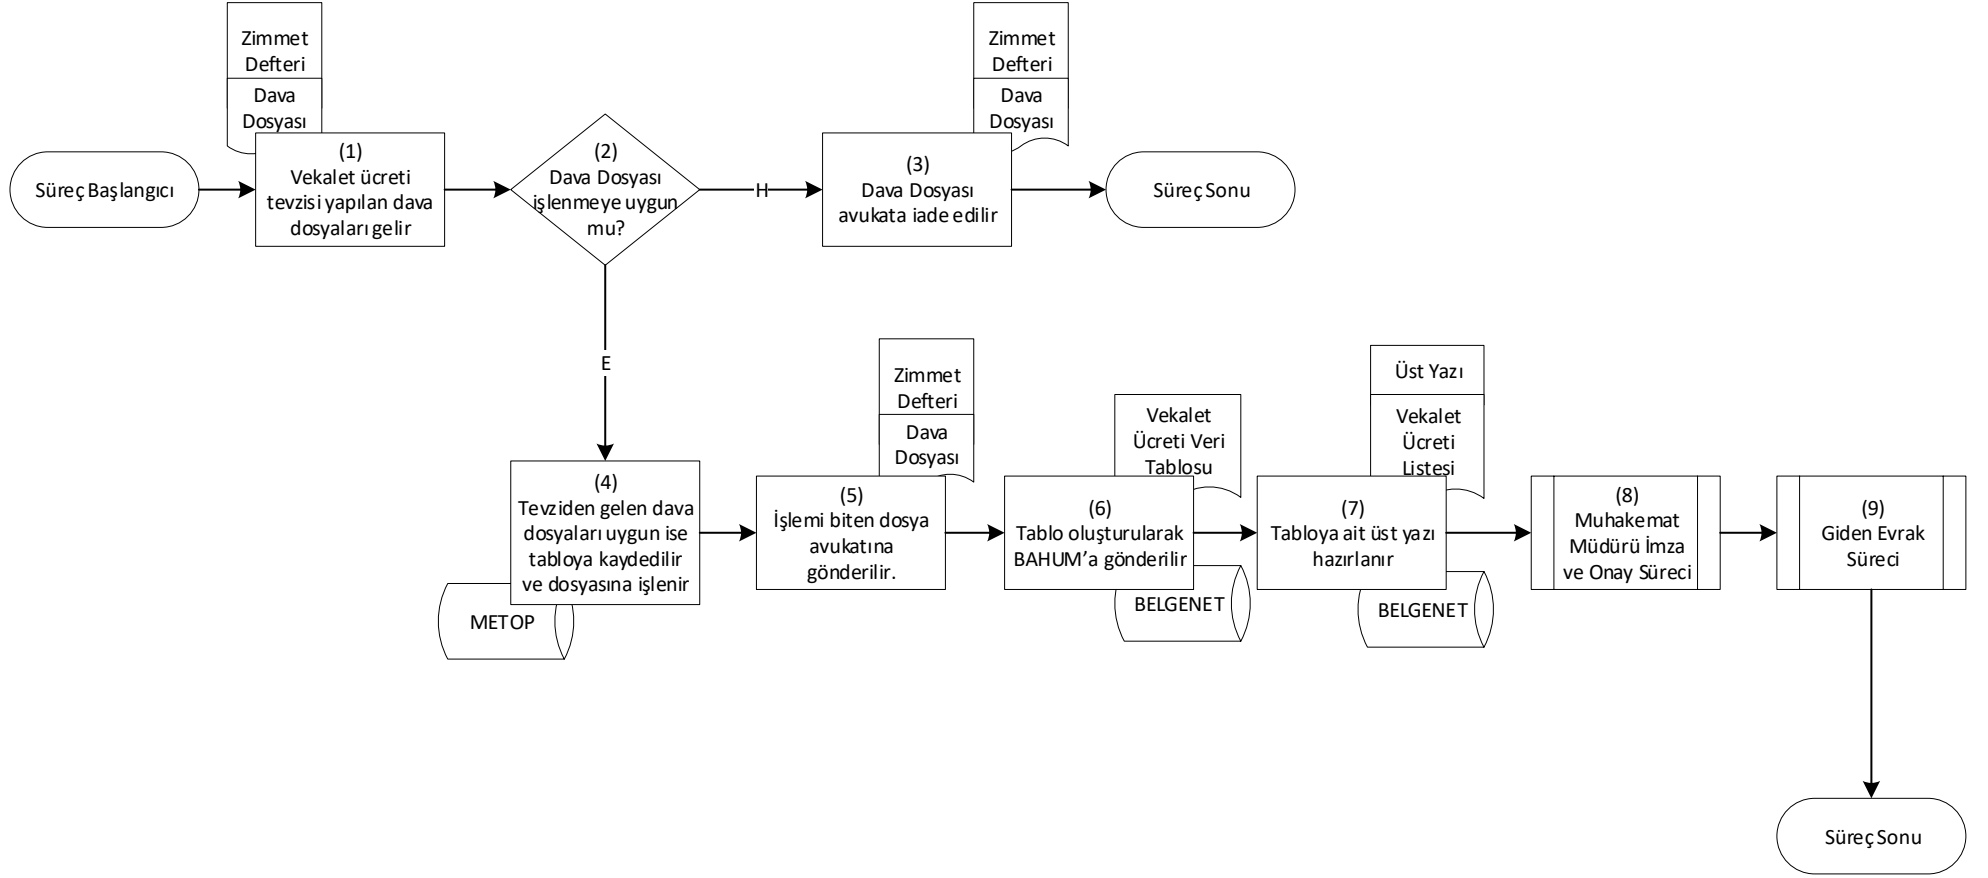 Zimmet
Defteri
Dava
Dosyası
Zimmet
Defteri
Dava
Dosyası
Süreç Başlangıcı
(1)
Vekalet ücreti
tevzisi yapılan dava
dosyaları gelir
(2)
Dava Dosyası
işlenmeye uygun
mu?
H
(3)
Dava Dosyası
avukata iade edilir
Süreç Sonu
E
Zimmet
Defteri
Dava
Dosyası
Vekalet
Ücreti Veri
Tablosu
Üst Yazı
Vekalet
Ücreti
Listesi
(4)
Tevziden gelen dava
dosyaları uygun ise
tabloya kaydedilir
ve dosyasına işlenir
METOP
(5)
İşlemi biten dosya
avukatına
gönderilir.
(6)
Tablo oluşturularak
BAHUM’a gönderilir
BELGENET
(7)
Tabloya ait üst yazı
hazırlanır
BELGENET
(8)
Muhakemat
Müdürü İmza
ve Onay Süreci
(9)
Giden Evrak
Süreci
Süreç Sonu